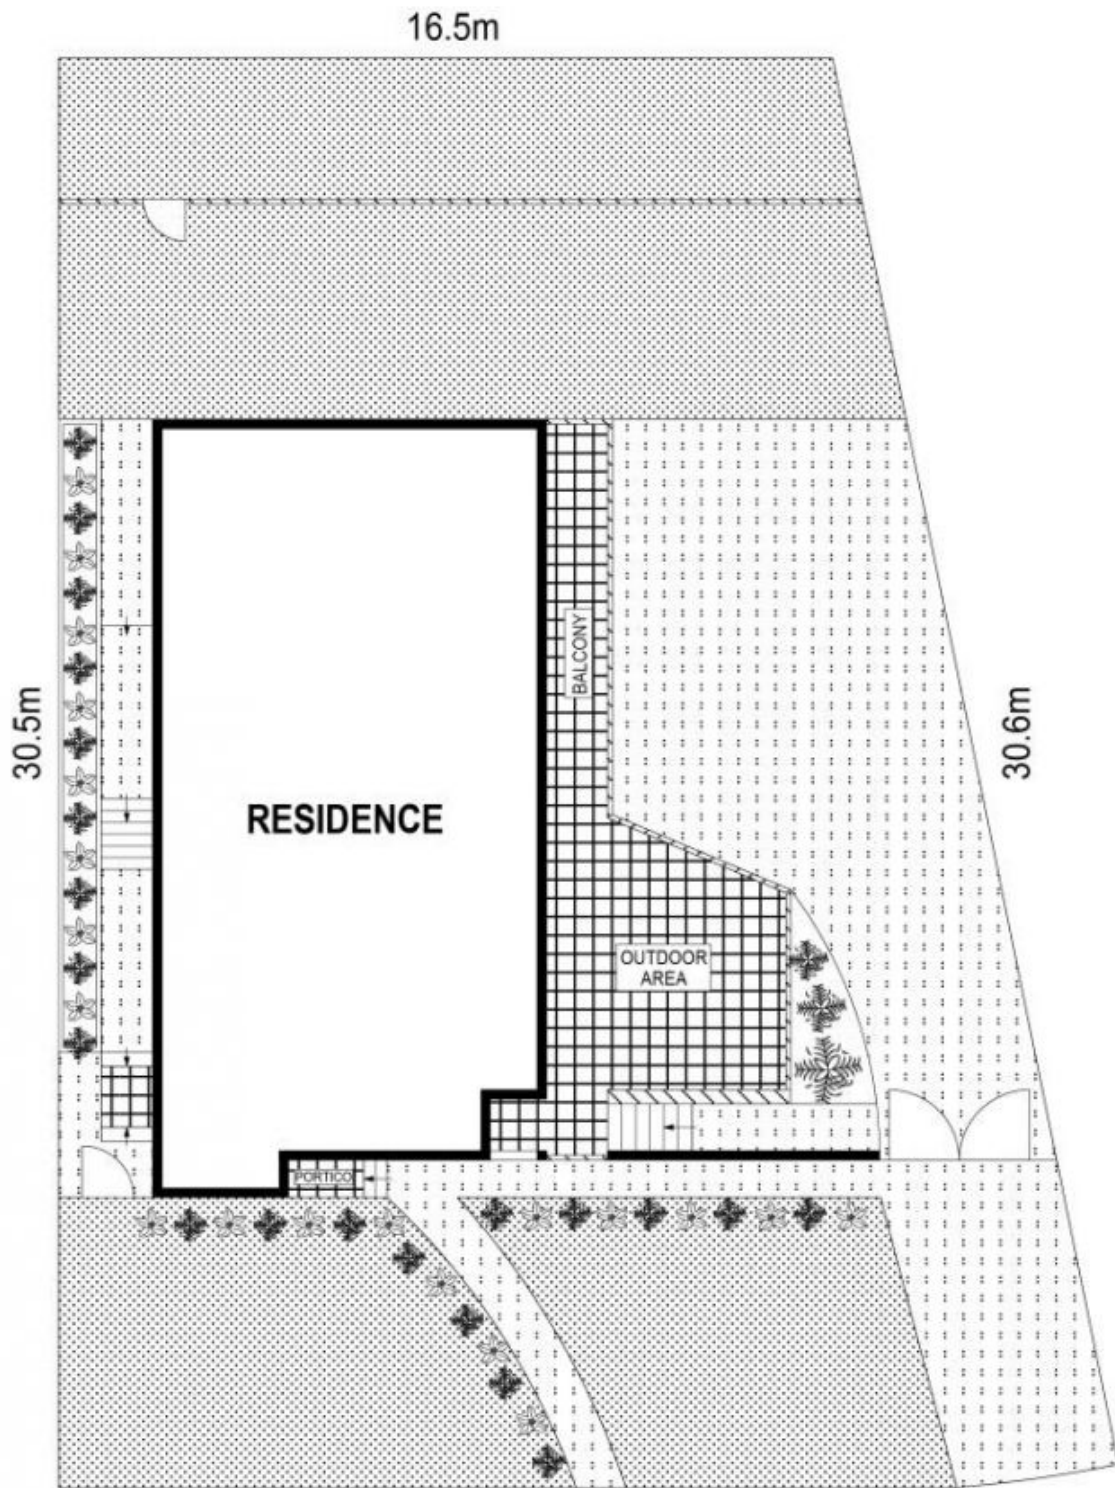 16.5m
BALCONY
30.5m
30.6m
RESIDENCE
OUTDOOR
AREA
PORTICO